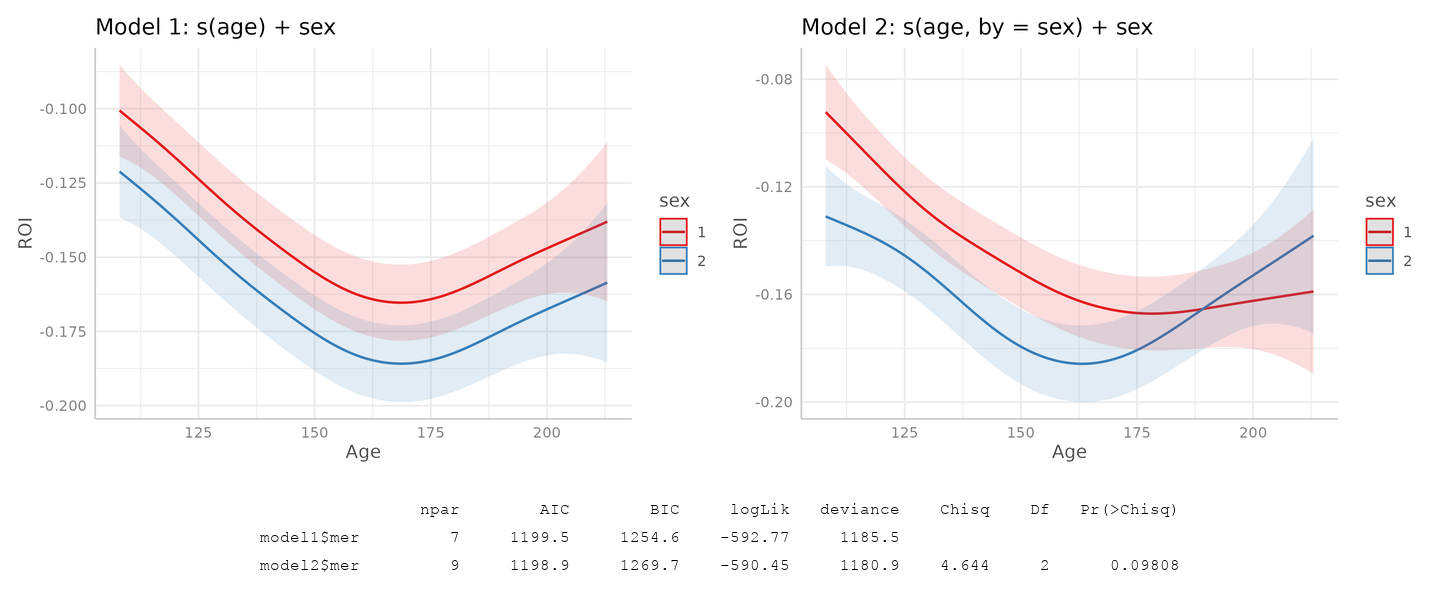 Model 1: s(age) + sex
-0.100
-0.125
-0.150
-0.175
-0.200
ROI
125 150 175 200
Age
sex
1
2
Model 2: s(age, by = sex) + sex
-0.08
-0.12
-0.16
-0.20
ROI
125 150 175 200
Age
sex
1
2
npar AIC BIC logLik deviance Chisq Df Pr(>Chisq)
model1$mer 7 1199.5 1254.6 -592.77 1185.5
model2$mer 9 1198.9 1269.7 -590.45 1180.9 4.644 2 0.09808